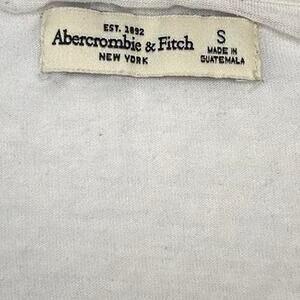 EST. 1892
Abercrombie & Fitch
NEW YORK
S
MADE IN
GUATEMALA